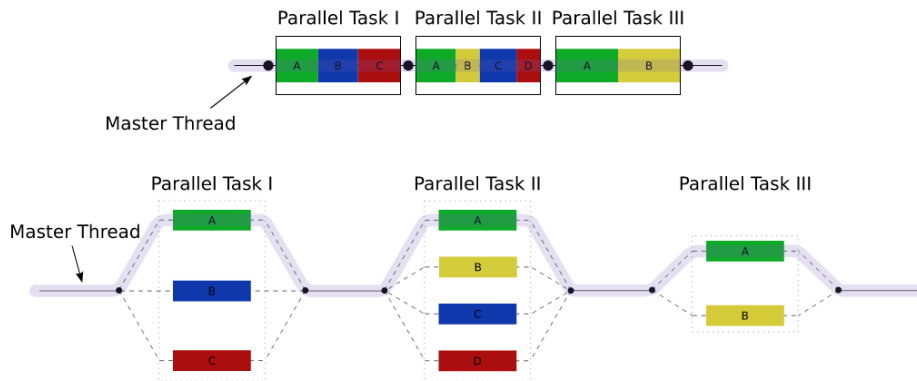 Parallel Task I Parallel Task II Parallel Task III
A B C A B C D A B
Master Thread
Parallel Task I Parallel Task II Parallel Task III
A A
Master Thread
A
B
B
B
C
C D